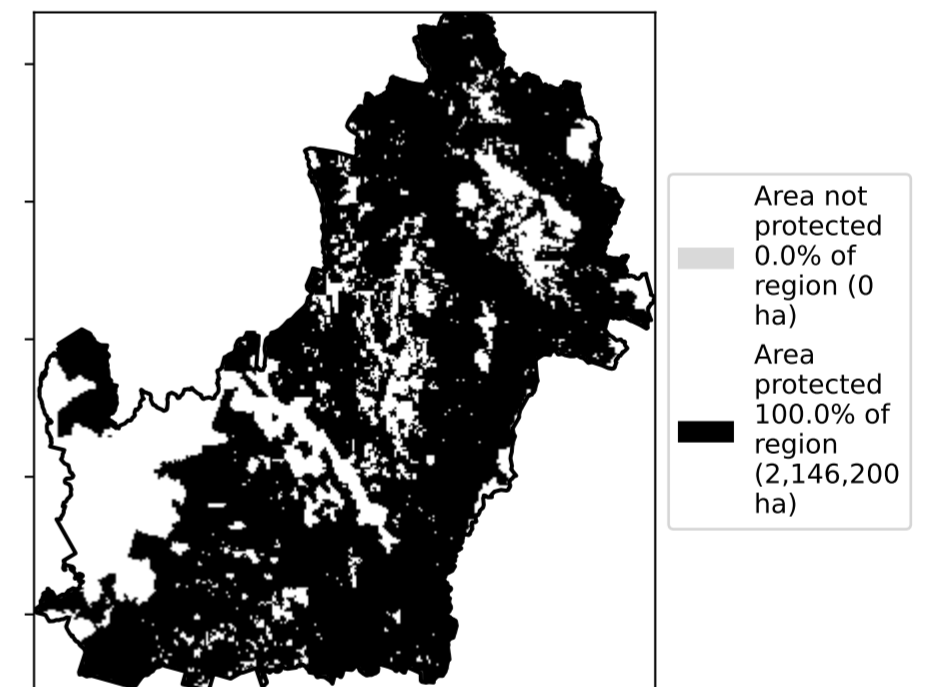 Area not
protected
0.0% of
region (0
ha)
Area
protected
100.0% of
region
(2,146,200
ha)